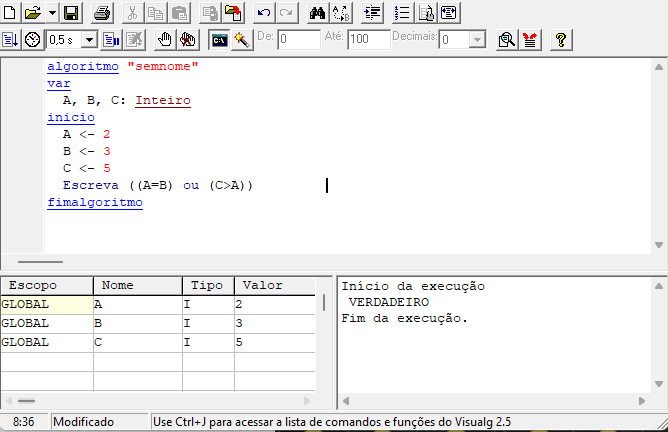 0,5 s De: 0 Até: 100 Decimais: 0 ?
algoritmo "semnome"
var
A, B, C: Inteiro
inicio
A <- 2
B <- 3
C <- 5
Escreva ((A=B) ou (C>A))
fimalgoritmo
Escopo Nome Tipo Valor
GLOBAL A I 2
GLOBAL B I 3
GLOBAL C I 5
Início da execução
VERDADEIRO
Fim da execução.
8:36 Modificado Use Ctrl+J para acessar a lista de comandos e funções do Visualg 2.5